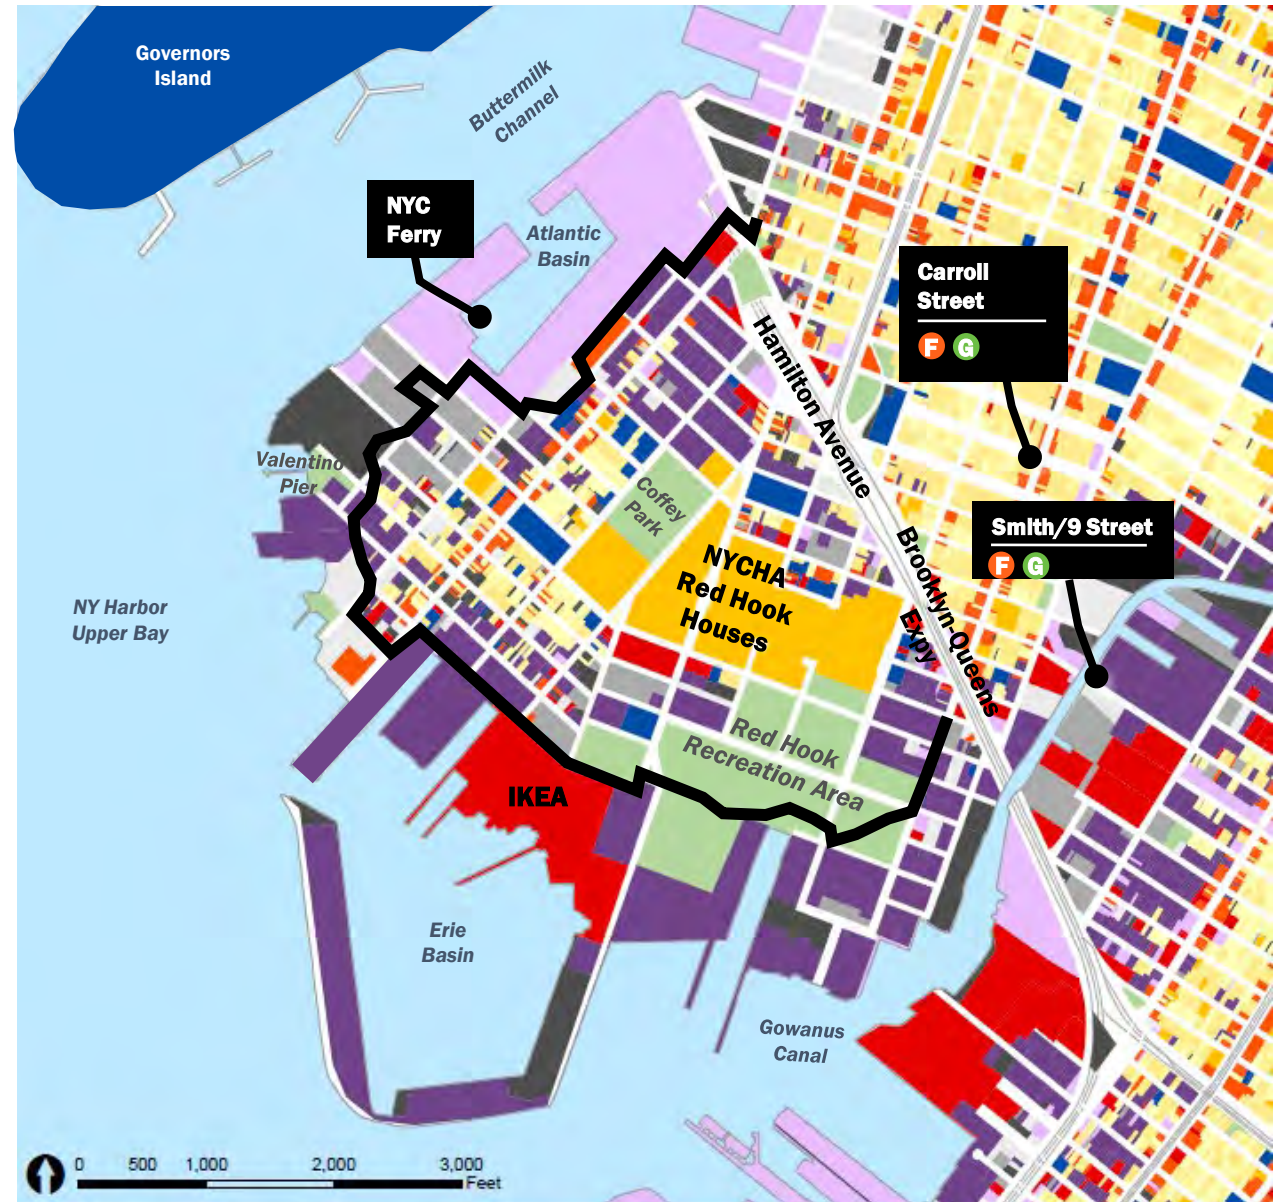 Governors
Island
Buttermilk
Channel
NYC
Ferry
Atlantic
Basin
Carroll
Street
F G
Hamilton Avenue
Valentino
Pier
Coffey
Park
Smith/9 Street
F G
NYCHA
Red Hook
Houses
Brooklyn-Queens
Expy
NY Harbor
Upper Bay
Red Hook
Recreation Area
IKEA
Erie
Basin
Gowanus
Canal
0 500 1,000 2,000 3,000
Feet